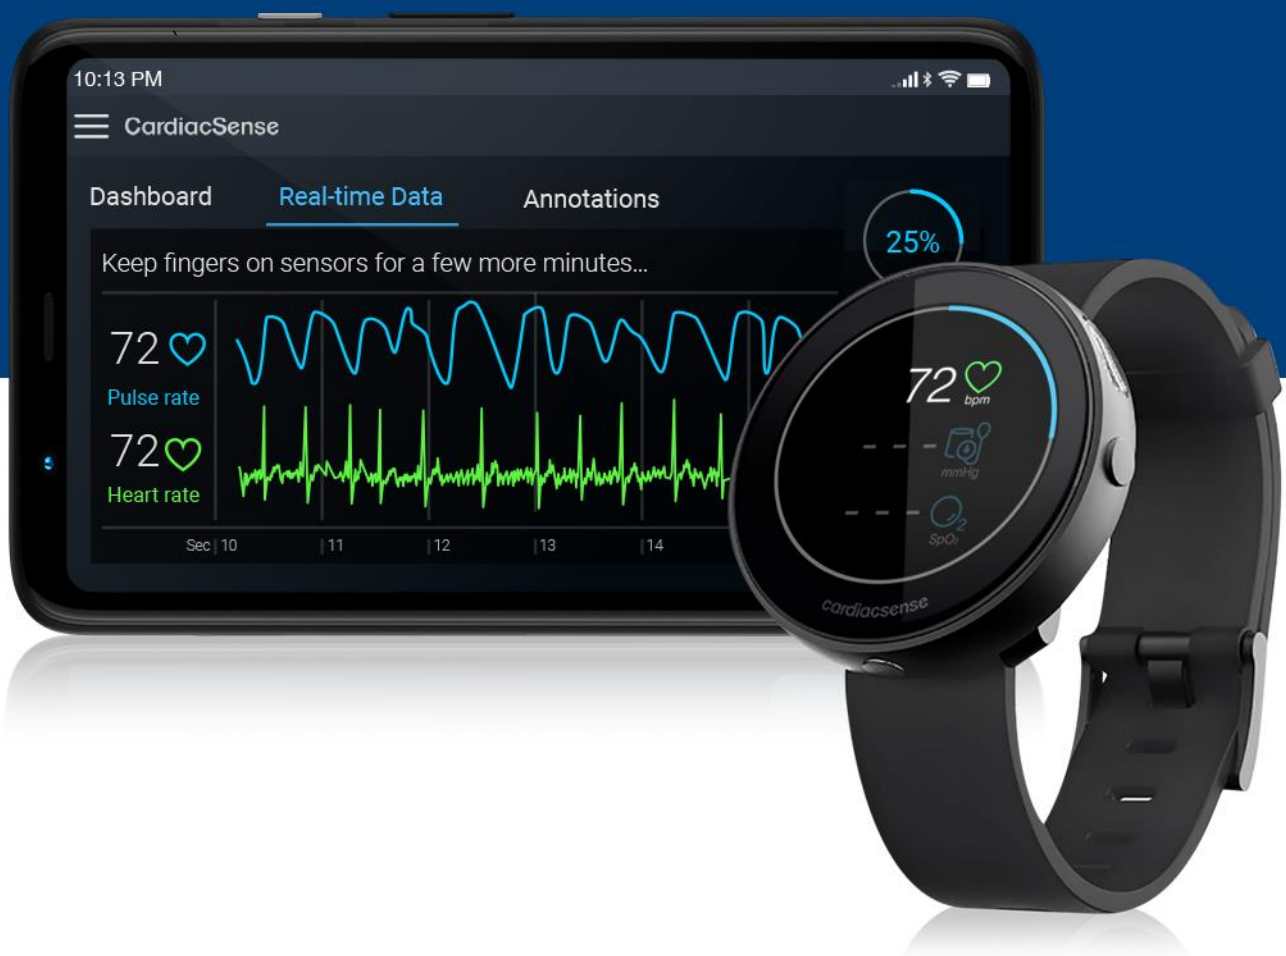 10:13 PM
CardiacSense
Dashboard Real-time Data Annotations
25%
Keep fingers on sensors for a few more minutes...
72
Pulse rate
72
Heart rate
Sec 10 11 12 13 14
72
bpm
---
mmHg
---
O2
SpO₂
cardiacsense